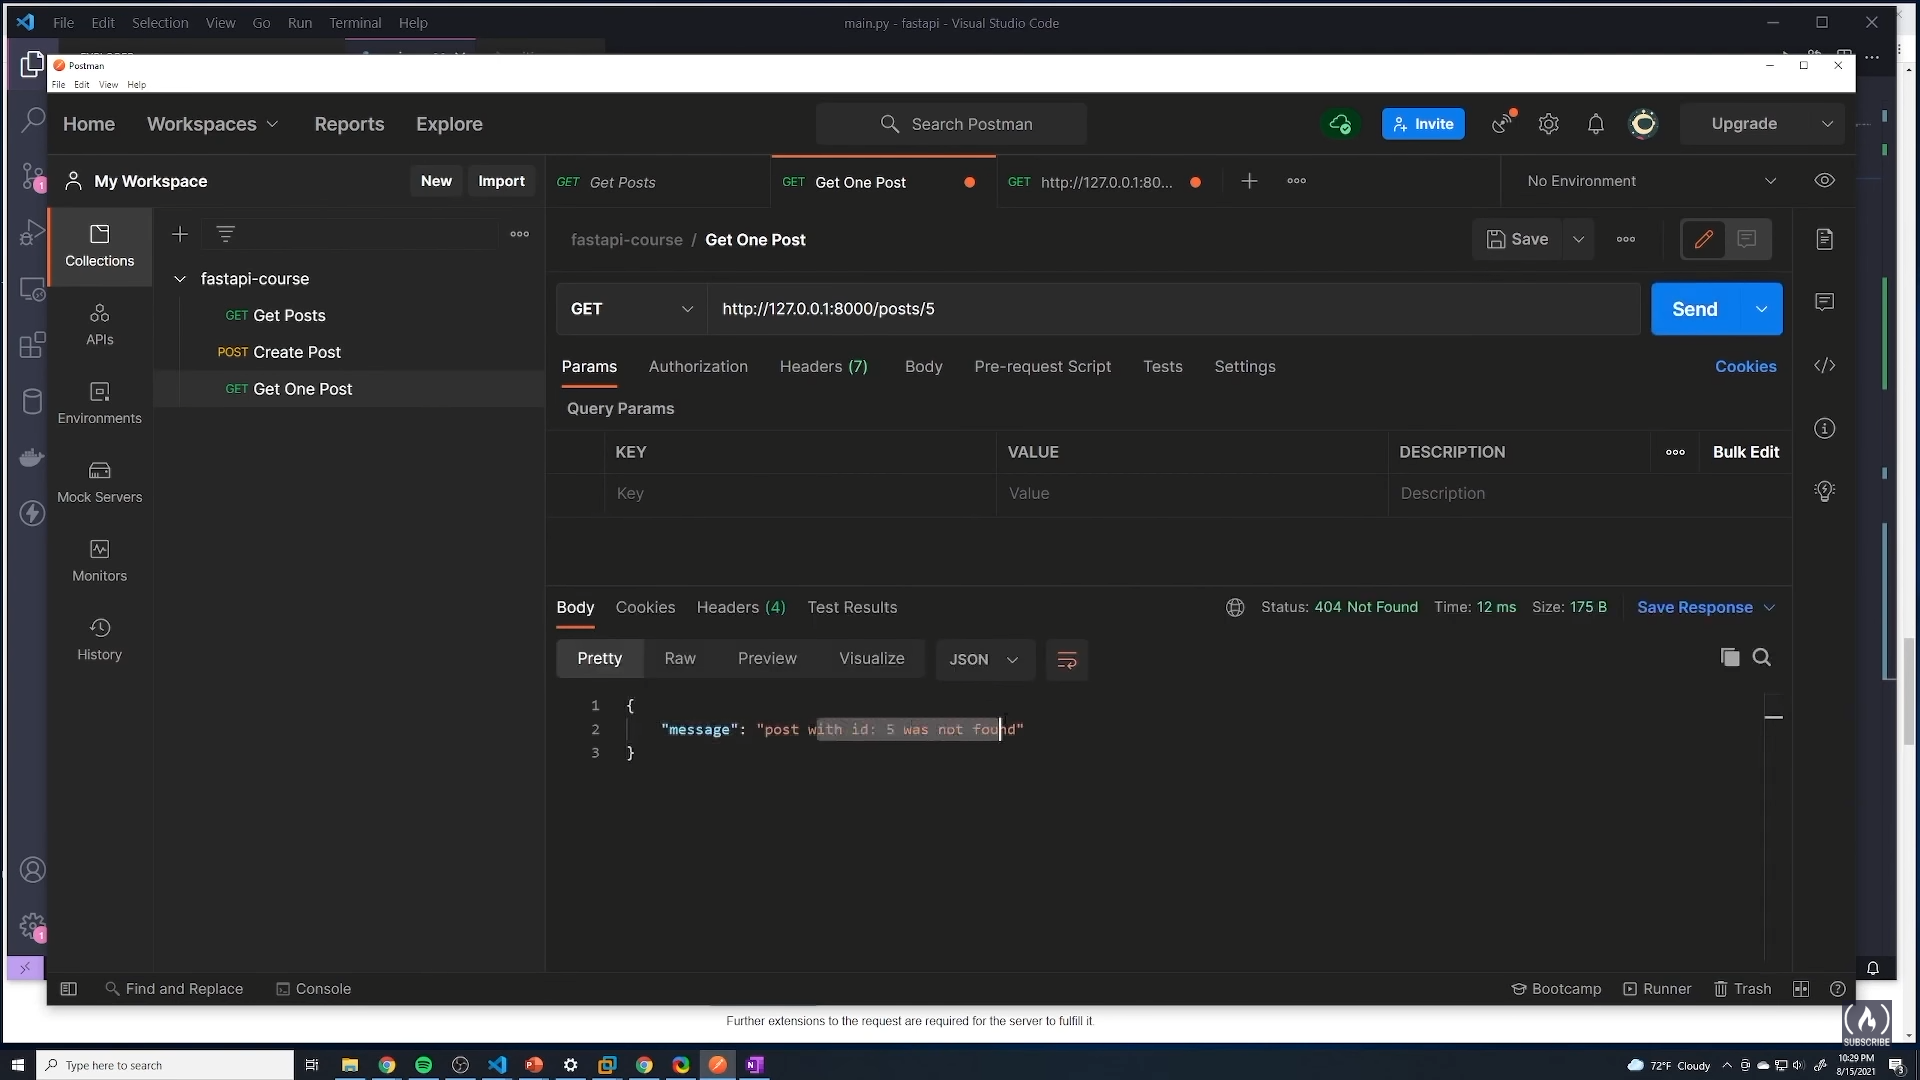 File Edit Selection View Go Run Terminal Help
main.py - fastapi - Visual Studio Code
Postman
File Edit View Help
Home Workspaces Reports Explore
Search Postman
Invite
Upgrade
My Workspace
New Import
GET Get Posts
GET Get One Post
GET http://127.0.0.1:80...
No Environment
Collections
APIs
Environments
Mock Servers
Monitors
History
fastapi-course
GET Get Posts
POST Create Post
GET Get One Post
fastapi-course / Get One Post
Save
GET http://127.0.0.1:8000/posts/5
Send
Params Authorization Headers (7) Body Pre-request Script Tests Settings Cookies
Query Params
KEY VALUE DESCRIPTION Bulk Edit
Key Value Description
Body Cookies Headers (4) Test Results
Status: 404 Not Found Time: 12 ms Size: 175 B Save Response
Pretty Raw Preview Visualize JSON
1 {
2 "message": "post with id: 5 was not found"
3 }
Find and Replace Console
Bootcamp Runner Trash
Further extensions to the request are required for the server to fulfill it.
SUBSCRIBE
Type here to search
72°F Cloudy
10:29 PM
8/15/2021